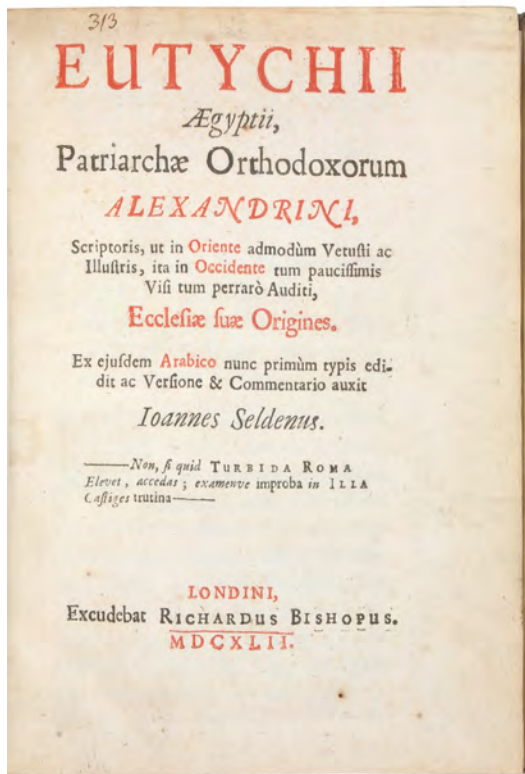 313
EUTYCHII
Ægyptii,
Patriarchæ Orthodoxorum
ALEXANDRINI,
Scriptoris, ut in Oriente admodùm Vetuſti ac
Illuſtris, ita in Occidente tum pauciſſimis
Viſi tum perrarò Auditi,
Eccleſiæ ſuæ Origines.
Ex ejuſdem Arabico nunc primùm typis edi-
dit ac Verſione & Commentario auxit
Ioannes Seldenus.
———Non, ſi quid TURBIDA ROMA
Elevet, accedas; examenve improba in ILLA
Caſtiges trutina———
LONDINI,
Excudebat RICHARDUS BISHOPUS.
MDCXLII.